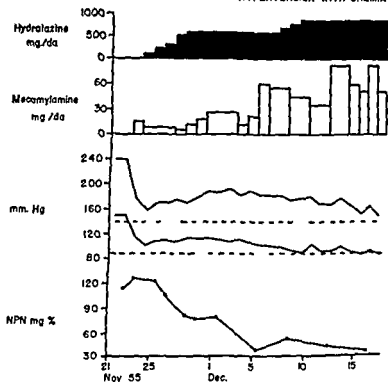 1000
Hydralazine
mg./da
500
0
60
Mecamylamine
mg/da
30
0
240
200
mm. Hg
160
120
80
120
NPN mg %
90
60
30
21 25 1 5 10 15
Nov 55 Dec.